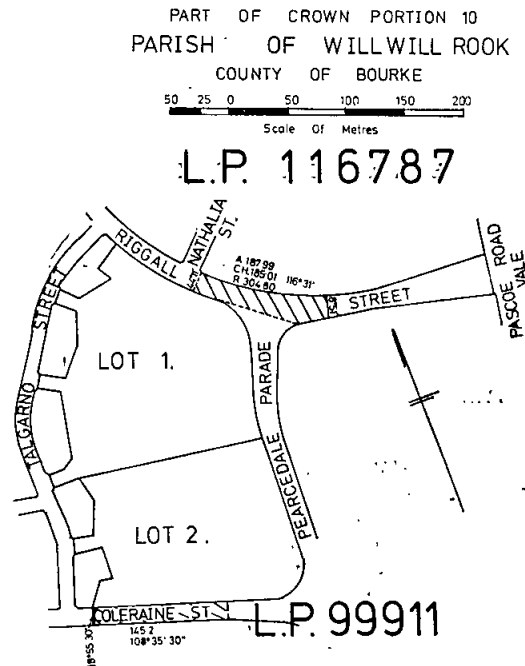 PART OF CROWN PORTION 10
PARISH OF WILLWILL ROOK
COUNTY OF BOURKE
50 25 0 50 100 150 200
Scale Of Metres
L.P. 116787
NATHALIA
ST.
RIGGALL
A 187.99
CH.185.01 116°31'
R 304.80
STREET
PASCOE ROAD
VALE
TALGARNO STREET
LOT 1.
PEARCEDALE PARADE
LOT 2.
COLERAINE ST.
145.2
108°35'30"
L.P. 99911